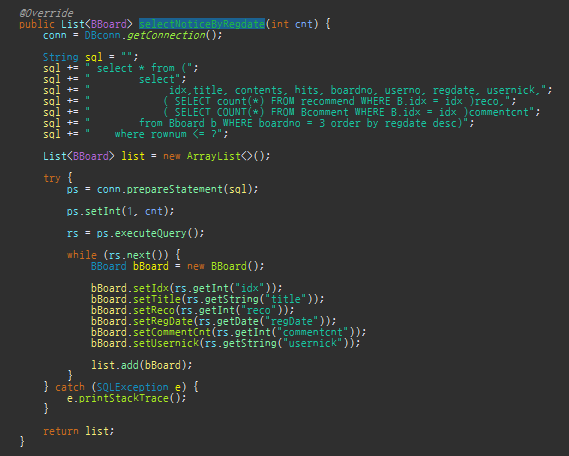 @Override
public List<BBoard> selectNoticeByRegdate(int cnt) {
conn = DBconn.getConnection();
String sql = "";
sql += " select * from (";
sql += " select";
sql += " idx,title, contents, hits, boardno, userno, regdate, usernick,";
sql += " ( SELECT count(*) FROM recommend WHERE B.idx = idx )reco,";
sql += " ( SELECT COUNT(*) FROM Bcomment WHERE B.idx = idx )commentcnt";
sql += " from Bboard b WHERE boardno = 3 order by regdate desc)";
sql += " where rownum <= ?";
List<BBoard> list = new ArrayList<>();
try {
ps = conn.prepareStatement(sql);
ps.setInt(1, cnt);
rs = ps.executeQuery();
while (rs.next()) {
BBoard bBoard = new BBoard();
bBoard.setIdx(rs.getInt("idx"));
bBoard.setTitle(rs.getString("title"));
bBoard.setReco(rs.getInt("reco"));
bBoard.setRegDate(rs.getDate("regDate"));
bBoard.setCommentCnt(rs.getInt("commentcnt"));
bBoard.setUsernick(rs.getString("usernick"));
list.add(bBoard);
}
} catch (SQLException e) {
e.printStackTrace();
}
return list;
}